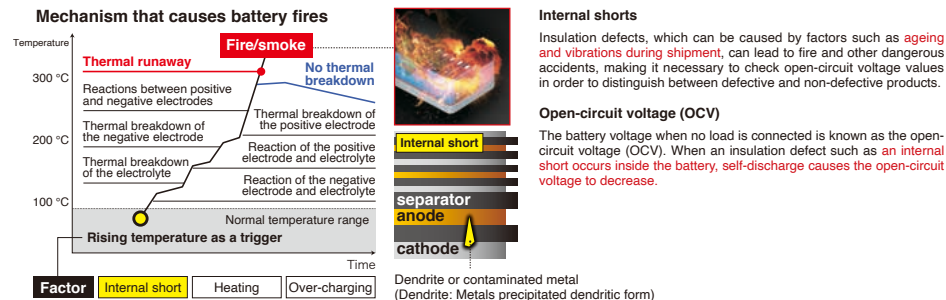 Mechanism that causes battery fires
Temperature
Fire/smoke
Thermal runaway
300 °C
No thermal
breakdown
Reactions between positive
and negative electrodes
Thermal breakdown of
the positive electrode
Thermal breakdown of
the negative electrode
200 °C
Reaction of the positive
electrode and electrolyte
Thermal breakdown
of the electrolyte
Reaction of the negative
electrode and electrolyte
100 °C
Normal temperature range
Rising temperature as a trigger
Time
Factor
Internal short
Heating
Over-charging
Internal short
separator
anode
cathode
Dendrite or contaminated metal
(Dendrite: Metals precipitated dendritic form)
Internal shorts
Insulation defects, which can be caused by factors such as ageing
and vibrations during shipment, can lead to fire and other dangerous
accidents, making it necessary to check open-circuit voltage values
in order to distinguish between defective and non-defective products.
Open-circuit voltage (OCV)
The battery voltage when no load is connected is known as the open-
circuit voltage (OCV). When an insulation defect such as an internal
short occurs inside the battery, self-discharge causes the open-circuit
voltage to decrease.